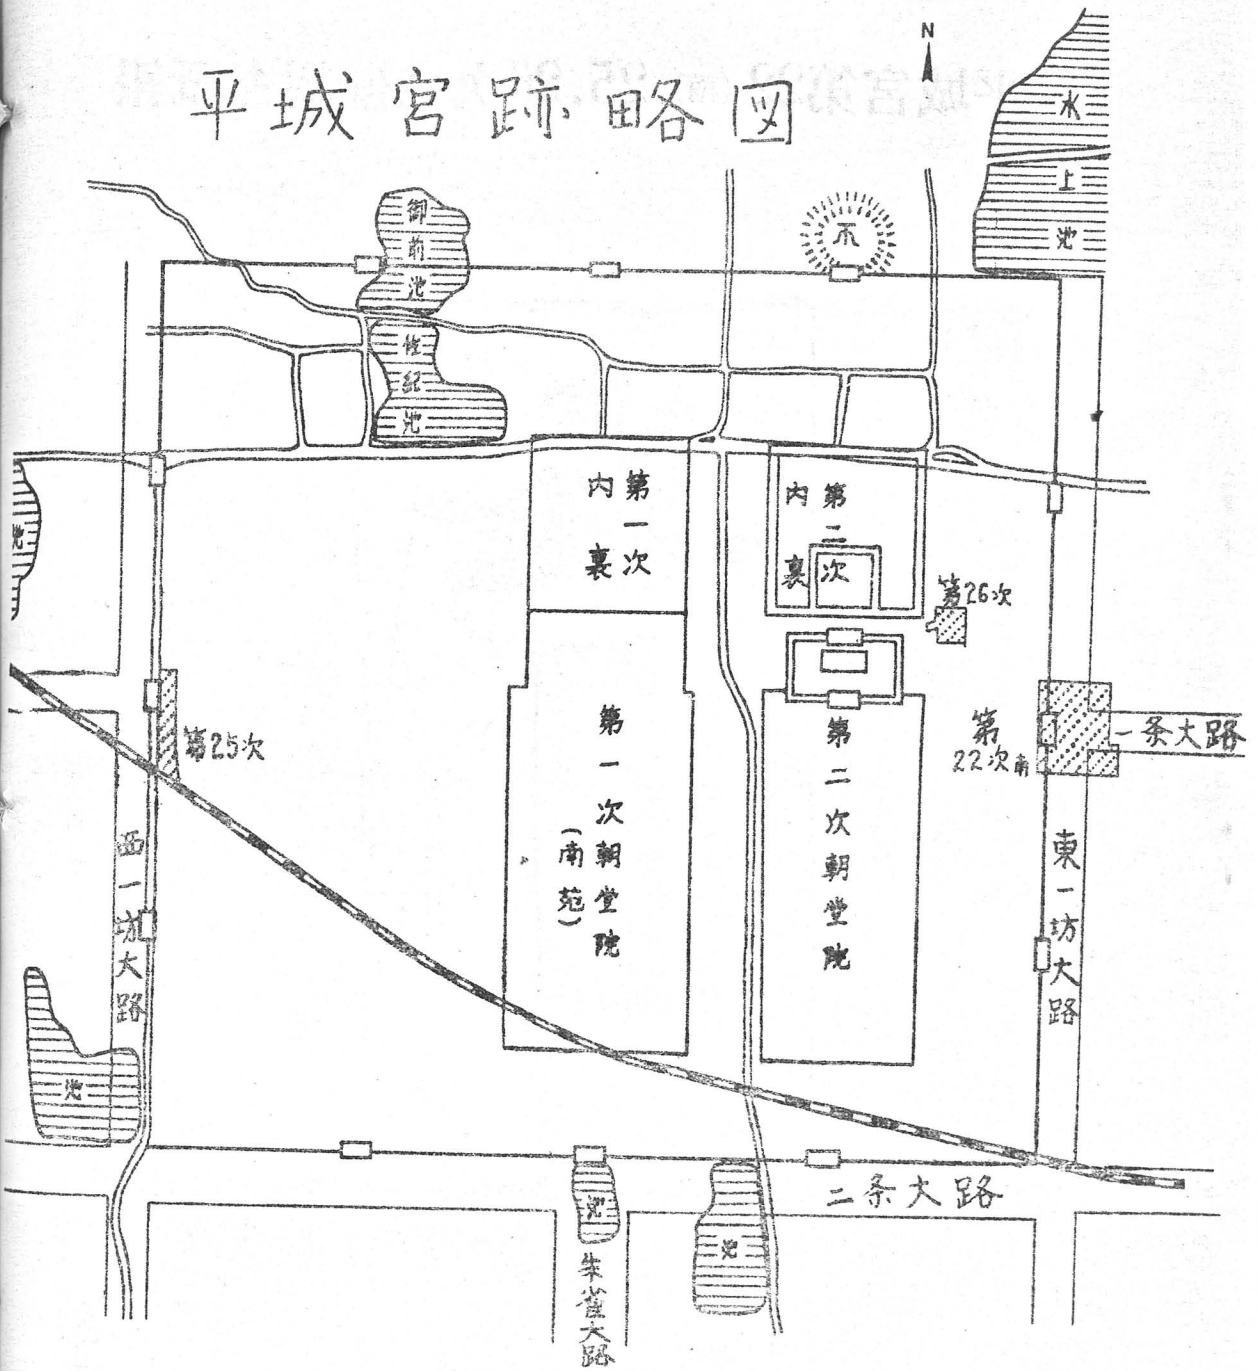 平城宮跡略図
N
水上池
御前池
佐紀池
池
第一次
内裏
第二次
内裏
第26次
第25次
第一次朝堂院
(南苑)
第二次朝堂院
第
22次南
一条大路
西一坊大路
東一坊大路
池
二条大路
池
池
朱雀大路